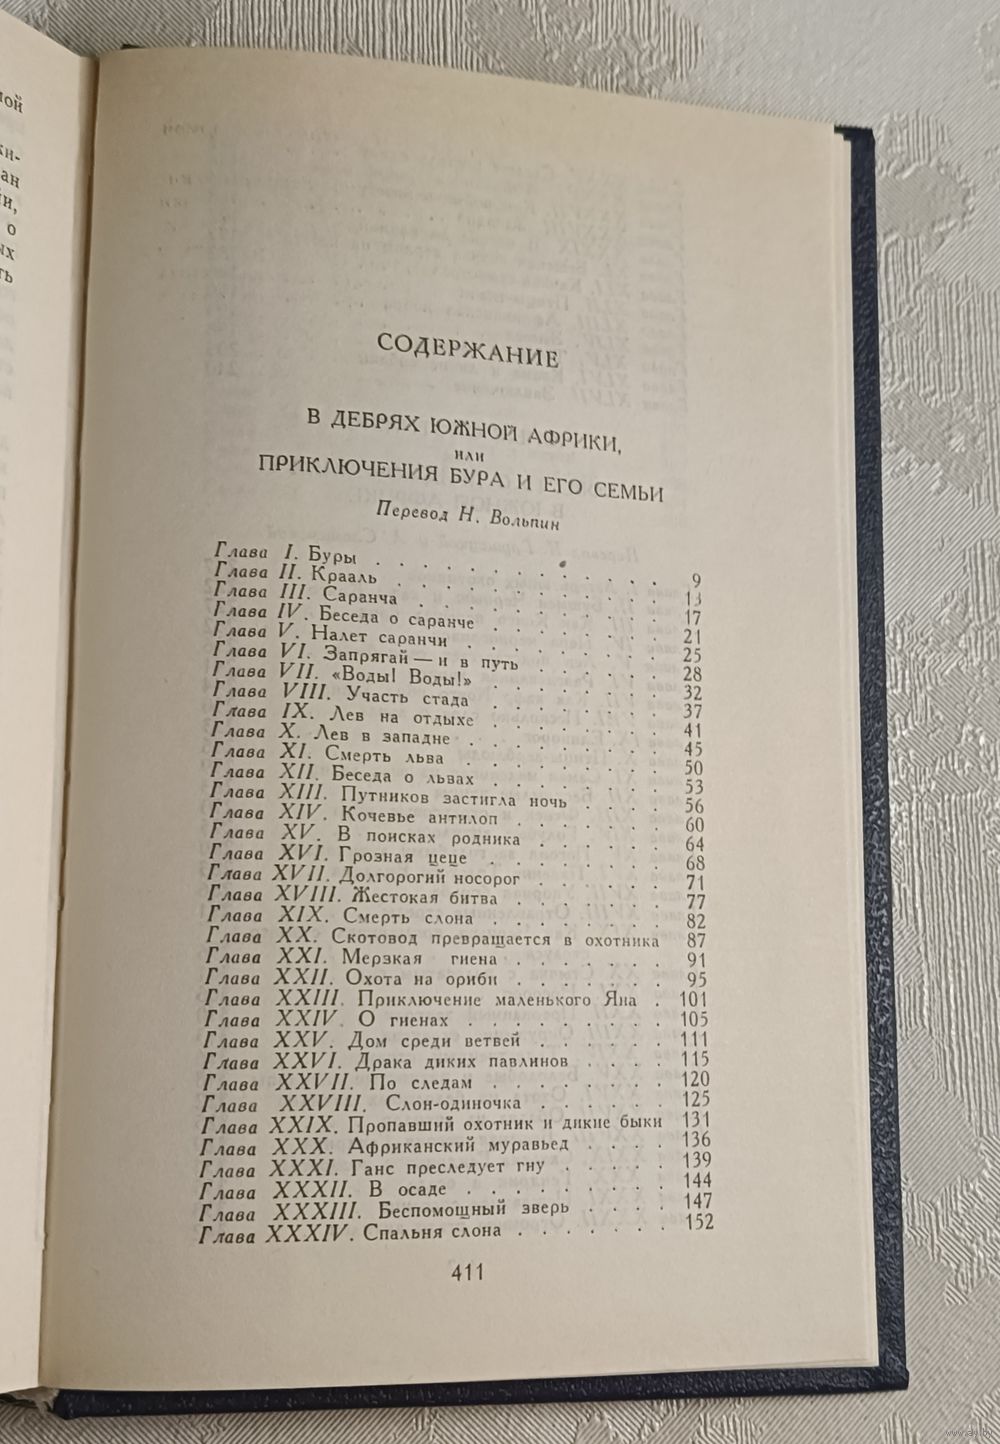 ной
ки-
ан
и,
о
ых
ть
СОДЕРЖАНИЕ
В ДЕБРЯХ ЮЖНОЙ АФРИКИ,
ИЛИ
ПРИКЛЮЧЕНИЯ БУРА И ЕГО СЕМЬИ
Перевод Н. Вольпин
Глава I. Буры . . . . . . . . . . . . 9
Глава II. Крааль . . . . . . . . . . . 13
Глава III. Саранча . . . . . . . . . . 17
Глава IV. Беседа о саранче . . . . . . . 21
Глава V. Налет саранчи . . . . . . . . 25
Глава VI. Запрягай — и в путь . . . . . 28
Глава VII. «Воды! Воды!» . . . . . . . 32
Глава VIII. Участь стада . . . . . . . 37
Глава IX. Лев на отдыхе . . . . . . . 41
Глава X. Лев в западне . . . . . . . . 45
Глава XI. Смерть льва . . . . . . . . 50
Глава XII. Беседа о львах . . . . . . . 53
Глава XIII. Путников застигла ночь . . . . 56
Глава XIV. Кочевье антилоп . . . . . . 60
Глава XV. В поисках родника . . . . . 64
Глава XVI. Грозная цеце . . . . . . . 68
Глава XVII. Долгорогий носорог . . . . . 71
Глава XVIII. Жестокая битва . . . . . . 77
Глава XIX. Смерть слона . . . . . . . 82
Глава XX. Скотовод превращается в охотника 87
Глава XXI. Мерзкая гиена . . . . . . . 91
Глава XXII. Охота на ориби . . . . . . 95
Глава XXIII. Приключение маленького Яна . 101
Глава XXIV. О гиенах . . . . . . . . . 105
Глава XXV. Дом среди ветвей . . . . . . 111
Глава XXVI. Драка диких павлинов . . . . 115
Глава XXVII. По следам . . . . . . . . 120
Глава XXVIII. Слон-одиночка . . . . . . 125
Глава XXIX. Пропавший охотник и дикие быки 131
Глава XXX. Африканский муравьед . . . . 136
Глава XXXI. Ганс преследует гну . . . . . 139
Глава XXXII. В осаде . . . . . . . . . 144
Глава XXXIII. Беспомощный зверь . . . . 147
Глава XXXIV. Спальня слона . . . . . . . 152
411